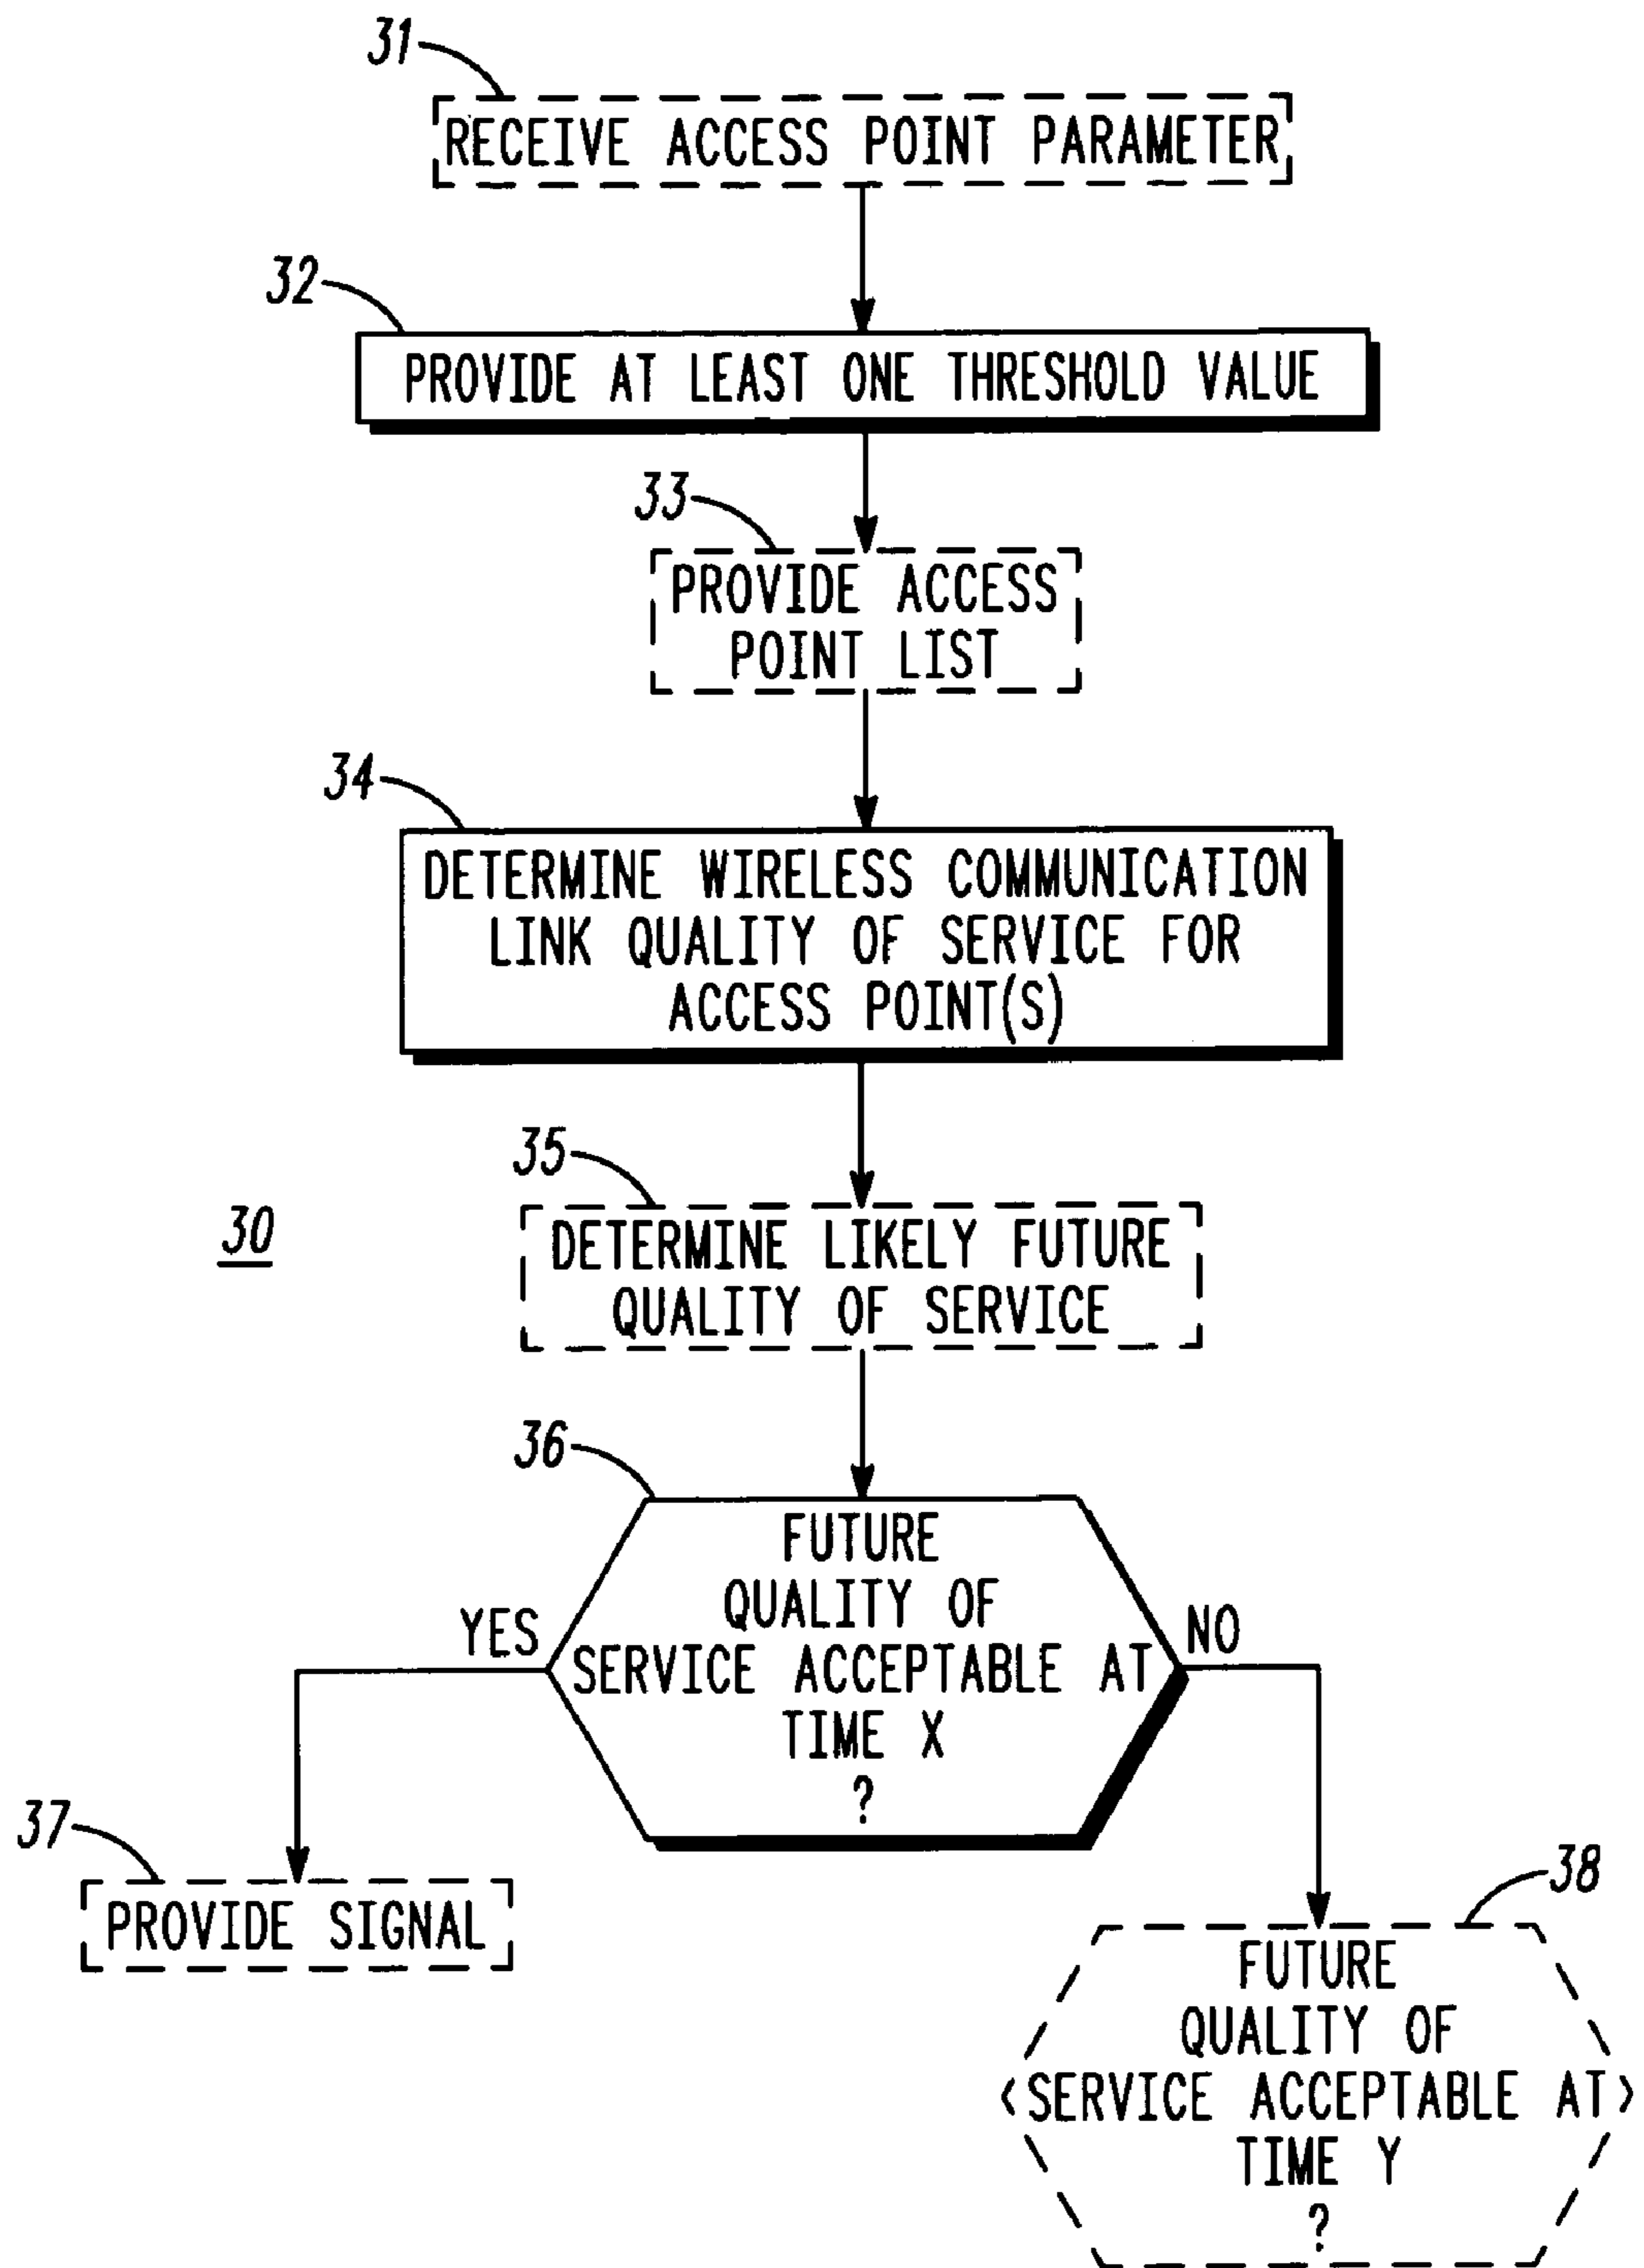 31
RECEIVE ACCESS POINT PARAMETER
32
PROVIDE AT LEAST ONE THRESHOLD VALUE
33
PROVIDE ACCESS
POINT LIST
34
DETERMINE WIRELESS COMMUNICATION
LINK QUALITY OF SERVICE FOR
ACCESS POINT(S)
35
30
DETERMINE LIKELY FUTURE
QUALITY OF SERVICE
36
FUTURE
QUALITY OF
SERVICE ACCEPTABLE AT
TIME X
?
YES
NO
37
PROVIDE SIGNAL
38
FUTURE
QUALITY OF
SERVICE ACCEPTABLE AT
TIME Y
?